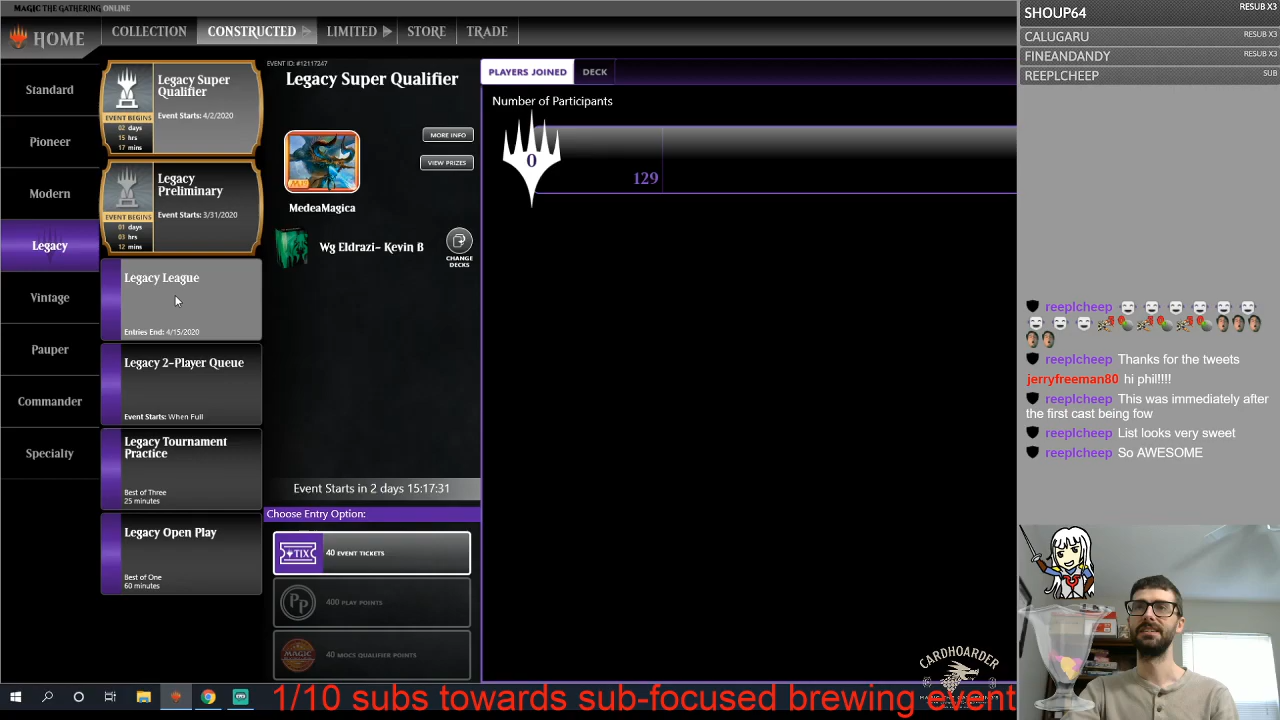 MAGIC THE GATHERING ONLINE
HOME
COLLECTION
CONSTRUCTED
LIMITED
STORE
TRADE
Standard
Pioneer
Modern
Legacy
Vintage
Pauper
Commander
Specialty
Legacy Super
Qualifier
Event Starts: 4/2/2020
EVENT BEGINS
02 days
15 hrs
17 mins
Legacy
Preliminary
Event Starts: 3/31/2020
EVENT BEGINS
01 days
03 hrs
12 mins
Legacy League
Entries End: 4/15/2020
Legacy 2-Player Queue
Event Starts: When Full
Legacy Tournament
Practice
Best of Three
25 minutes
Legacy Open Play
Best of One
60 minutes
EVENT ID: #12117247
Legacy Super Qualifier
MORE INFO
VIEW PRIZES
MedeaMagica
Wg Eldrazi- Kevin B
CHANGE
DECKS
Event Starts in 2 days 15:17:31
Choose Entry Option:
TIX
40 EVENT TICKETS
PP
400 PLAY POINTS
MAGIC
40 MOCS QUALIFIER POINTS
PLAYERS JOINED
DECK
Number of Participants
0
129
SHOUP64 RESUB X3
CALUGARU RESUB X3
FINEANDANDY RESUB X3
REEPLCHEEP SUB
reeplcheep
reeplcheep Thanks for the tweets
jerryfreeman80 hi phil!!!!
reeplcheep This was immediately after
the first cast being fow
reeplcheep List looks very sweet
reeplcheep So AWESOME
CARDHOARDER
1/10 subs towards sub-focused brewing event